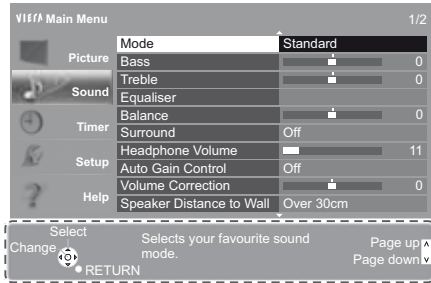 VIErA Main Menu 1/2
Picture
Sound
Timer
Setup
Help
Mode Standard
Bass 0
Treble 0
Equaliser
Balance 0
Surround Off
Headphone Volume 11
Auto Gain Control Off
Volume Correction 0
Speaker Distance to Wall Over 30cm
Select
Change
RETURN
Selects your favourite sound
mode.
Page up
Page down